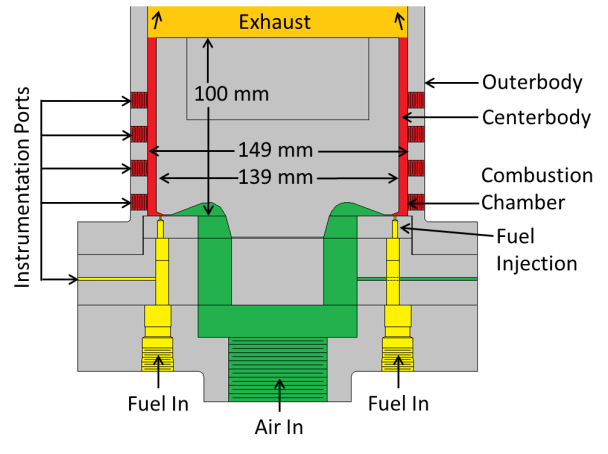 Exhaust
Instrumentation Ports
100 mm
Outerbody
Centerbody
149 mm
139 mm
Combustion
Chamber
Fuel
Injection
Fuel In
Fuel In
Air In